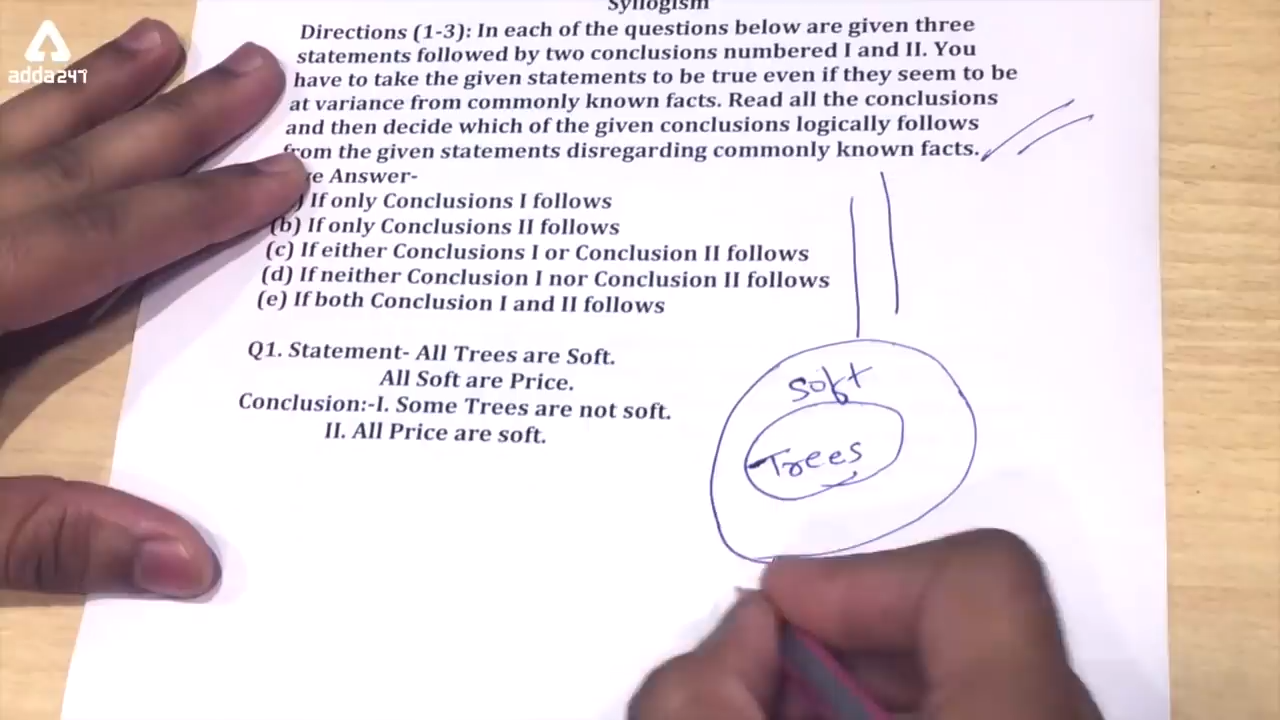 adda247
Syllogism
Directions (1-3): In each of the questions below are given three
statements followed by two conclusions numbered I and II. You
have to take the given statements to be true even if they seem to be
at variance from commonly known facts. Read all the conclusions
and then decide which of the given conclusions logically follows
from the given statements disregarding commonly known facts.
Answer-
If only Conclusions I follows
(b) If only Conclusions II follows
(c) If either Conclusions I or Conclusion II follows
(d) If neither Conclusion I nor Conclusion II follows
(e) If both Conclusion I and II follows
Q1. Statement- All Trees are Soft.
All Soft are Price.
Conclusion:-I. Some Trees are not soft.
II. All Price are soft.
Soft
Trees